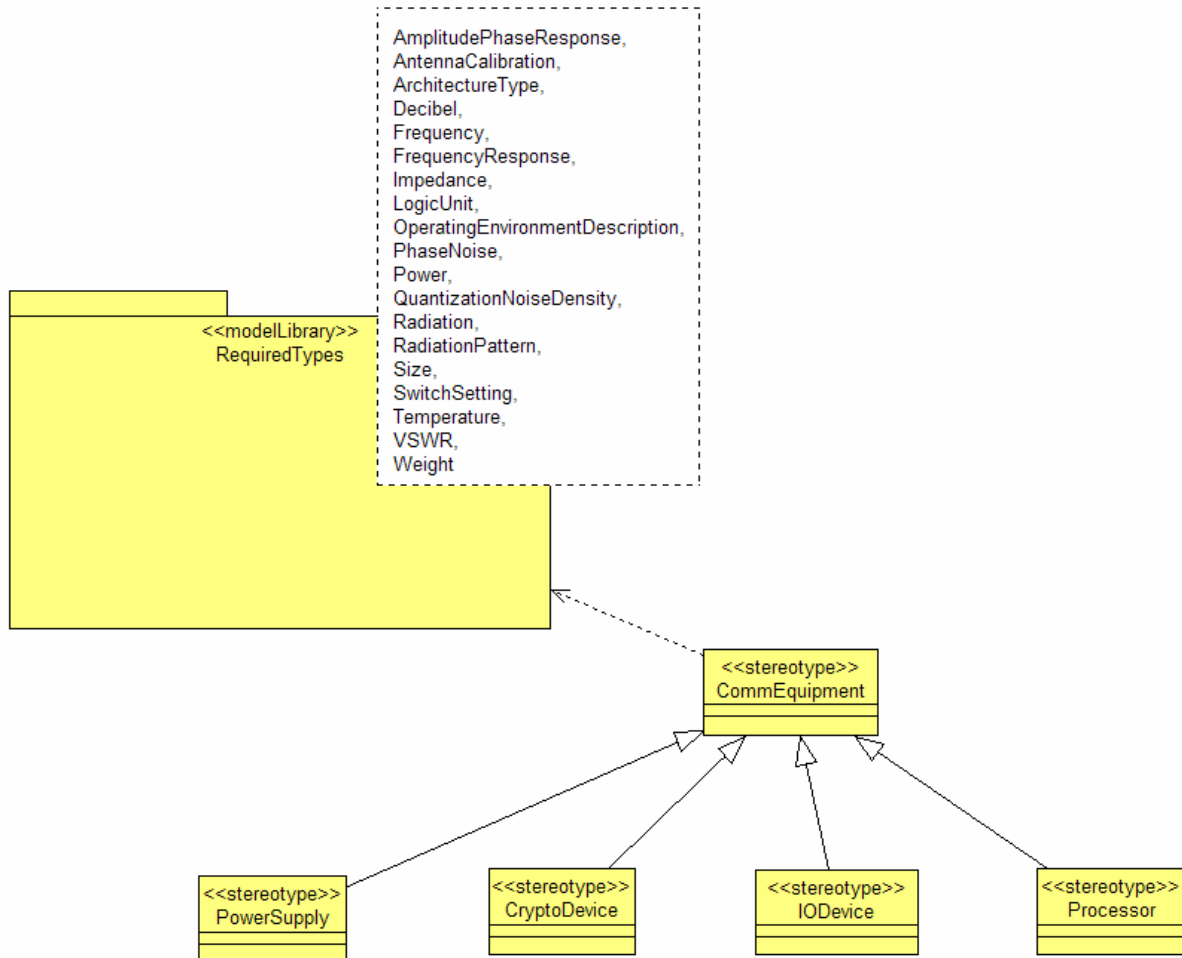 AmplitudePhaseResponse,
AntennaCalibration,
ArchitectureType,
Decibel,
Frequency,
FrequencyResponse,
Impedance,
LogicUnit,
OperatingEnvironmentDescription,
PhaseNoise,
Power,
QuantizationNoiseDensity,
Radiation,
RadiationPattern,
Size,
SwitchSetting,
Temperature,
VSWR,
Weight
<<modelLibrary>>
RequiredTypes
<<stereotype>>
CommEquipment
<<stereotype>>
PowerSupply
<<stereotype>>
CryptoDevice
<<stereotype>>
IODevice
<<stereotype>>
Processor